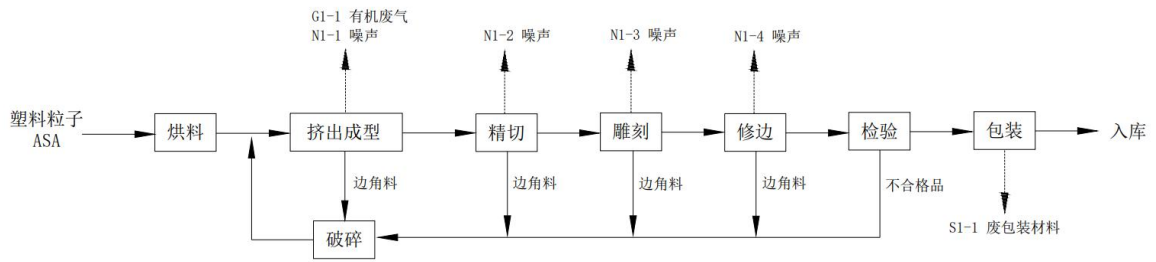 G1-1 有机废气
N1-1 噪声
N1-2 噪声
N1-3 噪声
N1-4 噪声
塑料粒子
ASA
烘料
挤出成型
精切
雕刻
修边
检验
包装
入库
边角料
边角料
边角料
边角料
不合格品
破碎
S1-1 废包装材料